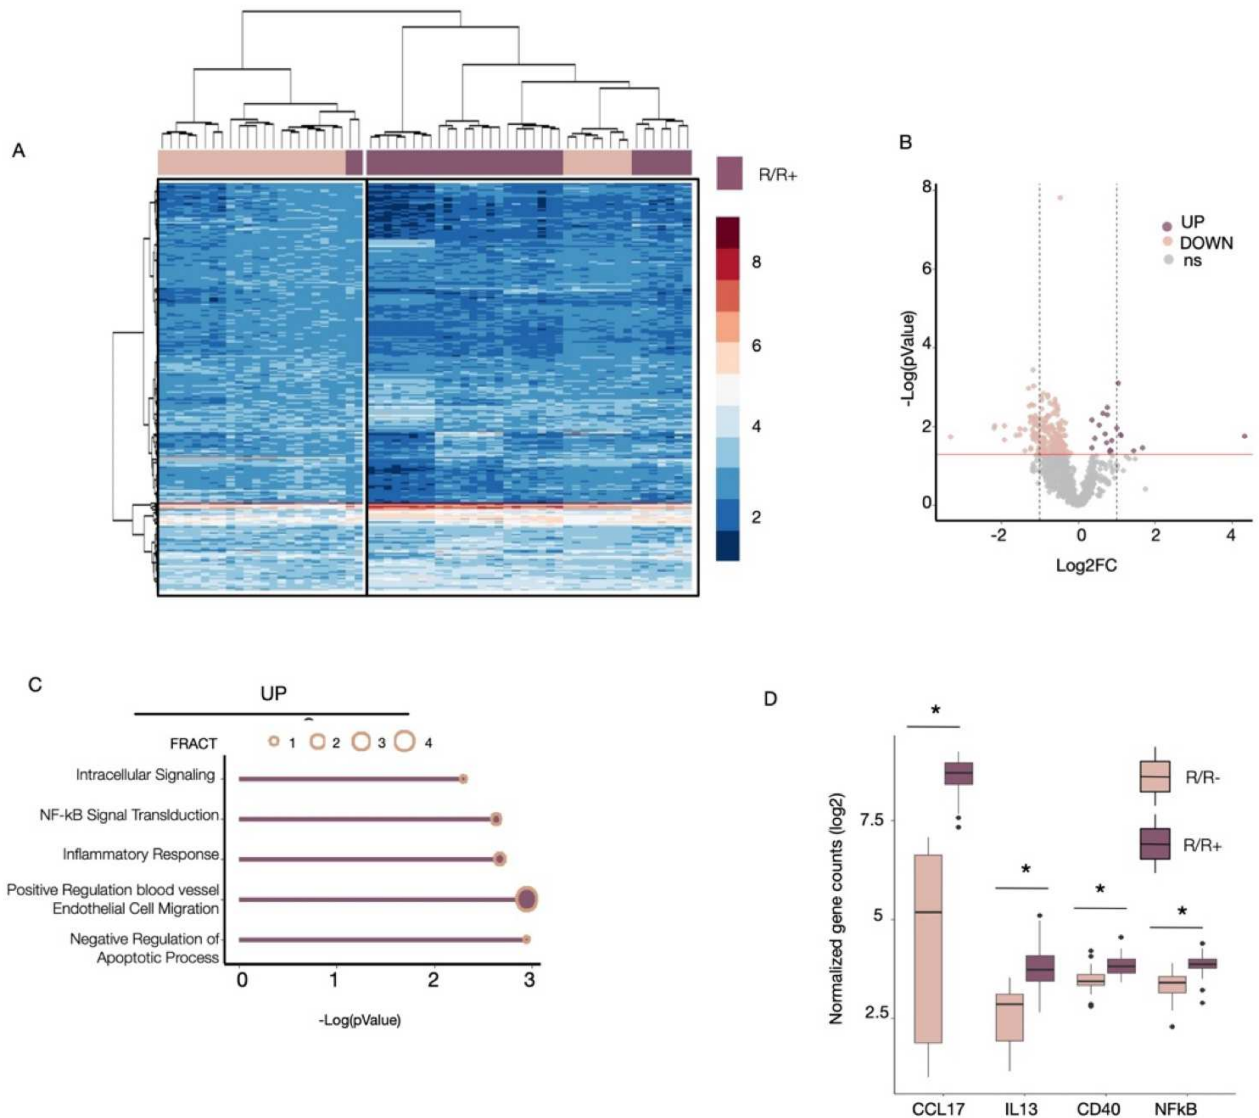 A
R/R+
8
6
4
2
B
8
6
4
2
0
-Log(pValue)
UP
DOWN
ns
-2
0
2
4
Log2FC
C
UP
FRACT
1
2
3
4
Intracellular Signaling
NF-kB Signal Translduction
Inflammatory Response
Positive Regulation blood vessel
Endothelial Cell Migration
Negative Regulation of
Apoptotic Process
0
1
2
3
-Log(pValue)
D
*
*
*
*
R/R-
R/R+
Normalized gene counts (log2)
7.5
5
2.5
CCL17
IL13
CD40
NFkB